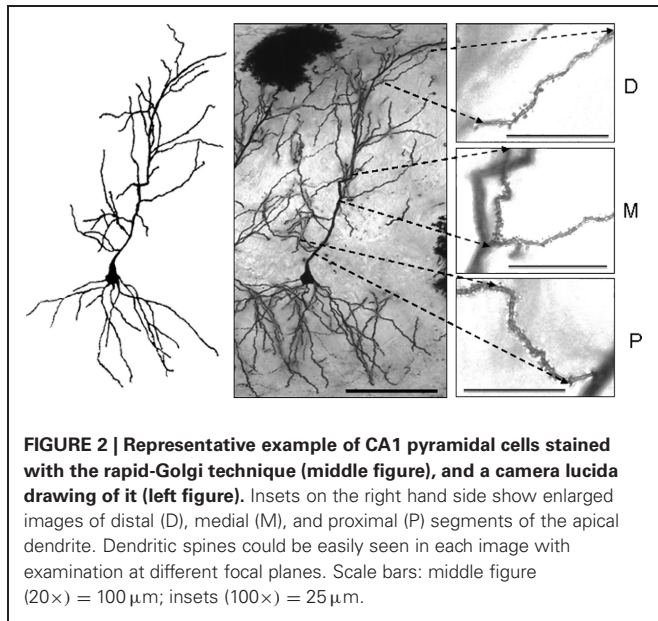 D
M
P
FIGURE 2 | Representative example of CA1 pyramidal cells stained
with the rapid-Golgi technique (middle figure), and a camera lucida
drawing of it (left figure). Insets on the right hand side show enlarged
images of distal (D), medial (M), and proximal (P) segments of the apical
dendrite. Dendritic spines could be easily seen in each image with
examination at different focal planes. Scale bars: middle figure
(20×) = 100 μm; insets (100×) = 25 μm.